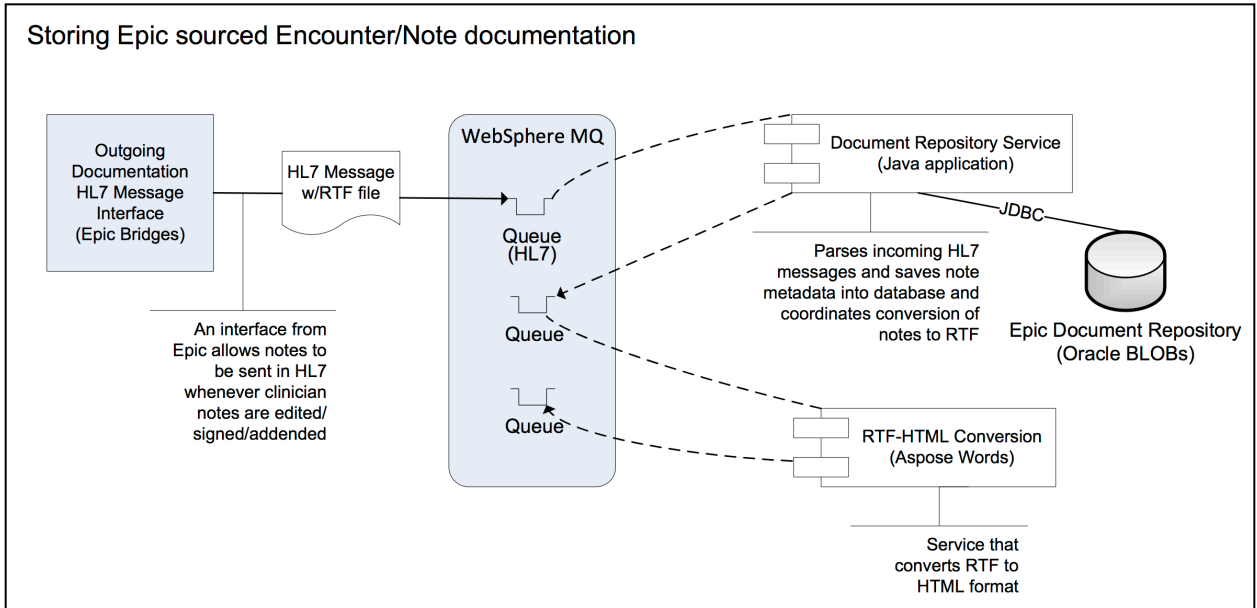 Storing Epic sourced Encounter/Note documentation
Outgoing
Documentation
HL7 Message
Interface
(Epic Bridges)
HL7 Message
w/RTF file
An interface from
Epic allows notes to
be sent in HL7
whenever clinician
notes are edited/
signed/addended
WebSphere MQ
Queue
(HL7)
Queue
Queue
Document Repository Service
(Java application)
JDBC
Parses incoming HL7
messages and saves note
metadata into database and
coordinates conversion of
notes to RTF
Epic Document Repository
(Oracle BLOBs)
RTF-HTML Conversion
(Aspose Words)
Service that
converts RTF to
HTML format